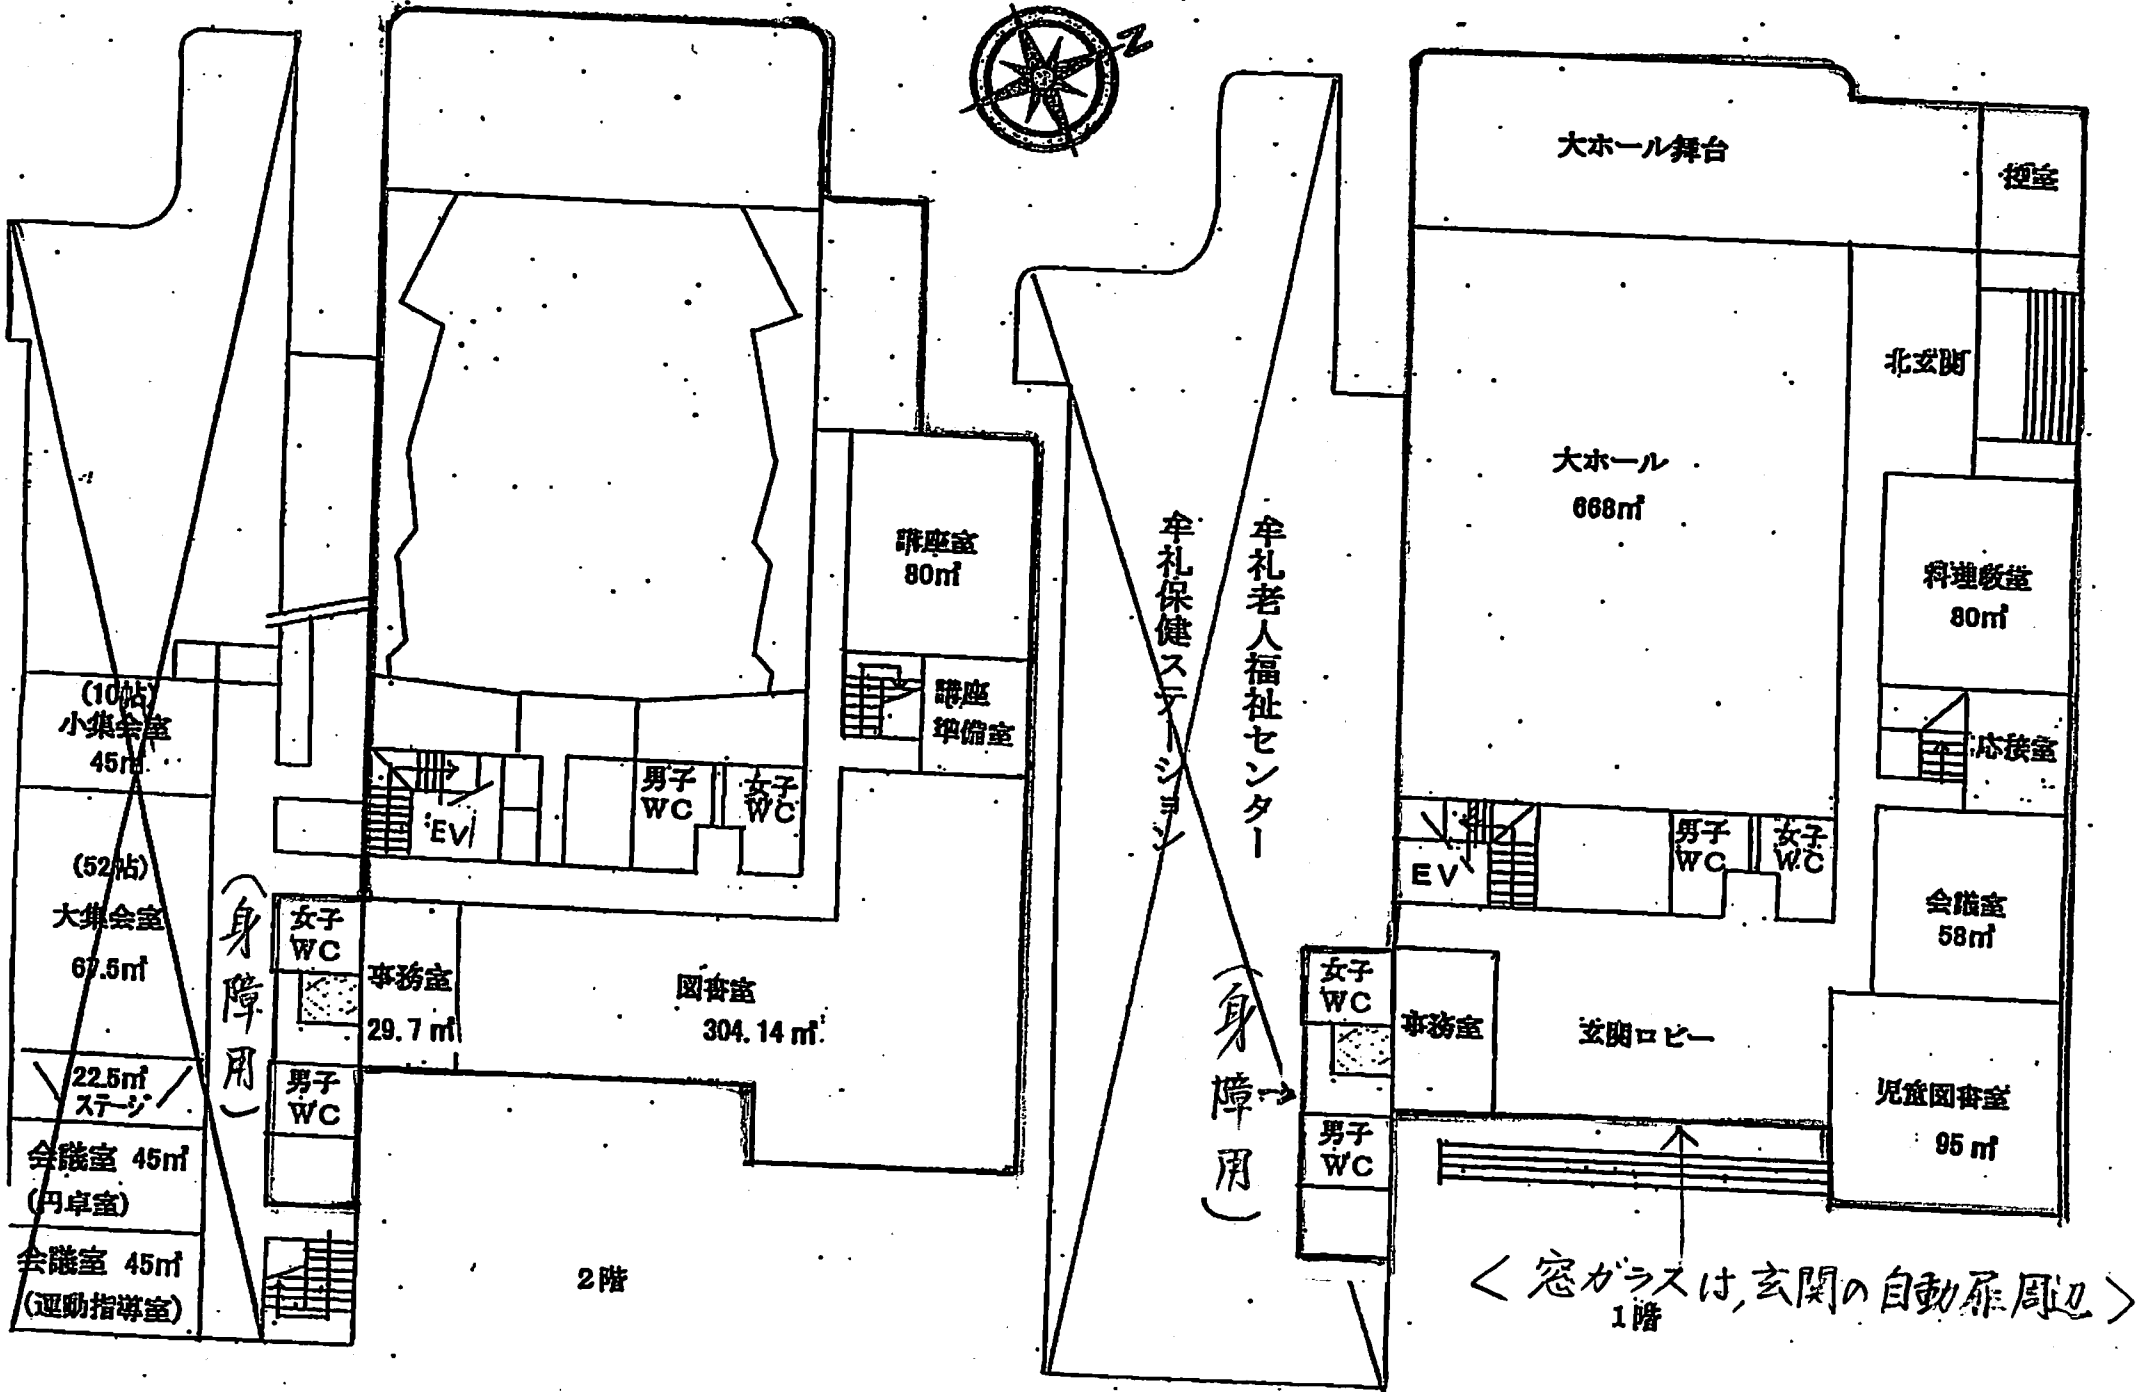 N
(10帖)
小集会室
45㎡
(52帖)
大集会室
67.5㎡
22.5㎡
ステージ
会議室 45㎡
(円卓室)
会議室 45㎡
(運動指導室)
(身障用)
女子
WC
男子
WC
EV
男子
WC
女子
WC
事務室
29.7㎡
図書室
304.14㎡
講座室
80㎡
講座
準備室
2階
牟礼老人福祉センター
牟礼保健ステーション
(身障用)
→
女子
WC
男子
WC
大ホール舞台
控室
北玄関
大ホール
668㎡
料理教室
80㎡
応接室
EV
男子
WC
女子
WC
会議室
58㎡
事務室
玄関ロビー
児童図書室
95㎡
<窓ガラスは,玄関の自動扉周辺>
1階